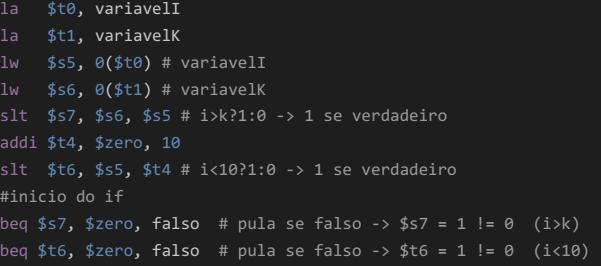 la   $t0, variavelI
la   $t1, variavelK
lw   $s5, 0($t0) # variavelI
lw   $s6, 0($t1) # variavelK
slt  $s7, $s6, $s5 # i>k?1:0 -> 1 se verdadeiro
addi $t4, $zero, 10
slt  $t6, $s5, $t4 # i<10?1:0 -> 1 se verdadeiro
#inicio do if
beq $s7, $zero, falso  # pula se falso -> $s7 = 1 != 0  (i>k)
beq $t6, $zero, falso  # pula se falso -> $t6 = 1 != 0  (i<10)